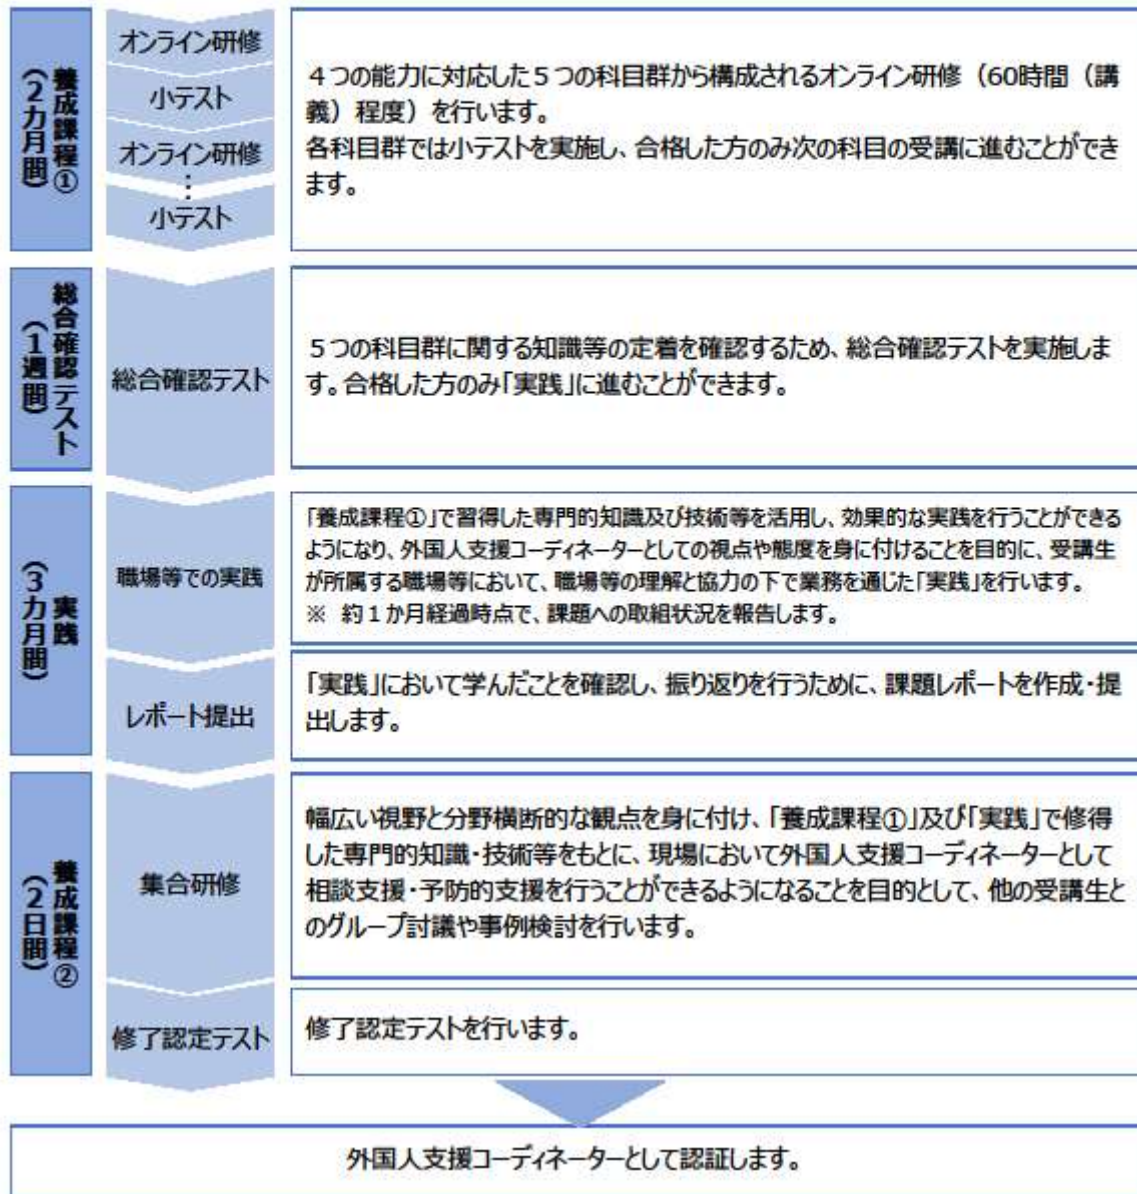 養成課程①
（2カ月間）
オンライン研修
小テスト
オンライン研修
⋮
小テスト
４つの能力に対応した５つの科目群から構成されるオンライン研修（60時間（講
義）程度）を行います。
各科目群では小テストを実施し、合格した方のみ次の科目の受講に進むことができ
ます。
総合確認テスト
（1週間）
総合確認テスト
５つの科目群に関する知識等の定着を確認するため、総合確認テストを実施しま
す。合格した方のみ「実践」に進むことができます。
実践
（3カ月間）
職場等での実践
「養成課程①」で習得した専門的知識及び技術等を活用し、効果的な実践を行うことができる
ようになり、外国人支援コーディネーターとしての視点や態度を身に付けることを目的に、受講生
が所属する職場等において、職場等の理解と協力の下で業務を通じた「実践」を行います。
※　約１か月経過時点で、課題への取組状況を報告します。
レポート提出
「実践」において学んだことを確認し、振り返りを行うために、課題レポートを作成・提
出します。
養成課程②
（2日間）
集合研修
幅広い視野と分野横断的な観点を身に付け、「養成課程①」及び「実践」で修得
した専門的知識・技術等をもとに、現場において外国人支援コーディネーターとして
相談支援・予防的支援を行うことができるようになることを目的として、他の受講生と
のグループ討議や事例検討を行います。
修了認定テスト
修了認定テストを行います。
外国人支援コーディネーターとして認証します。